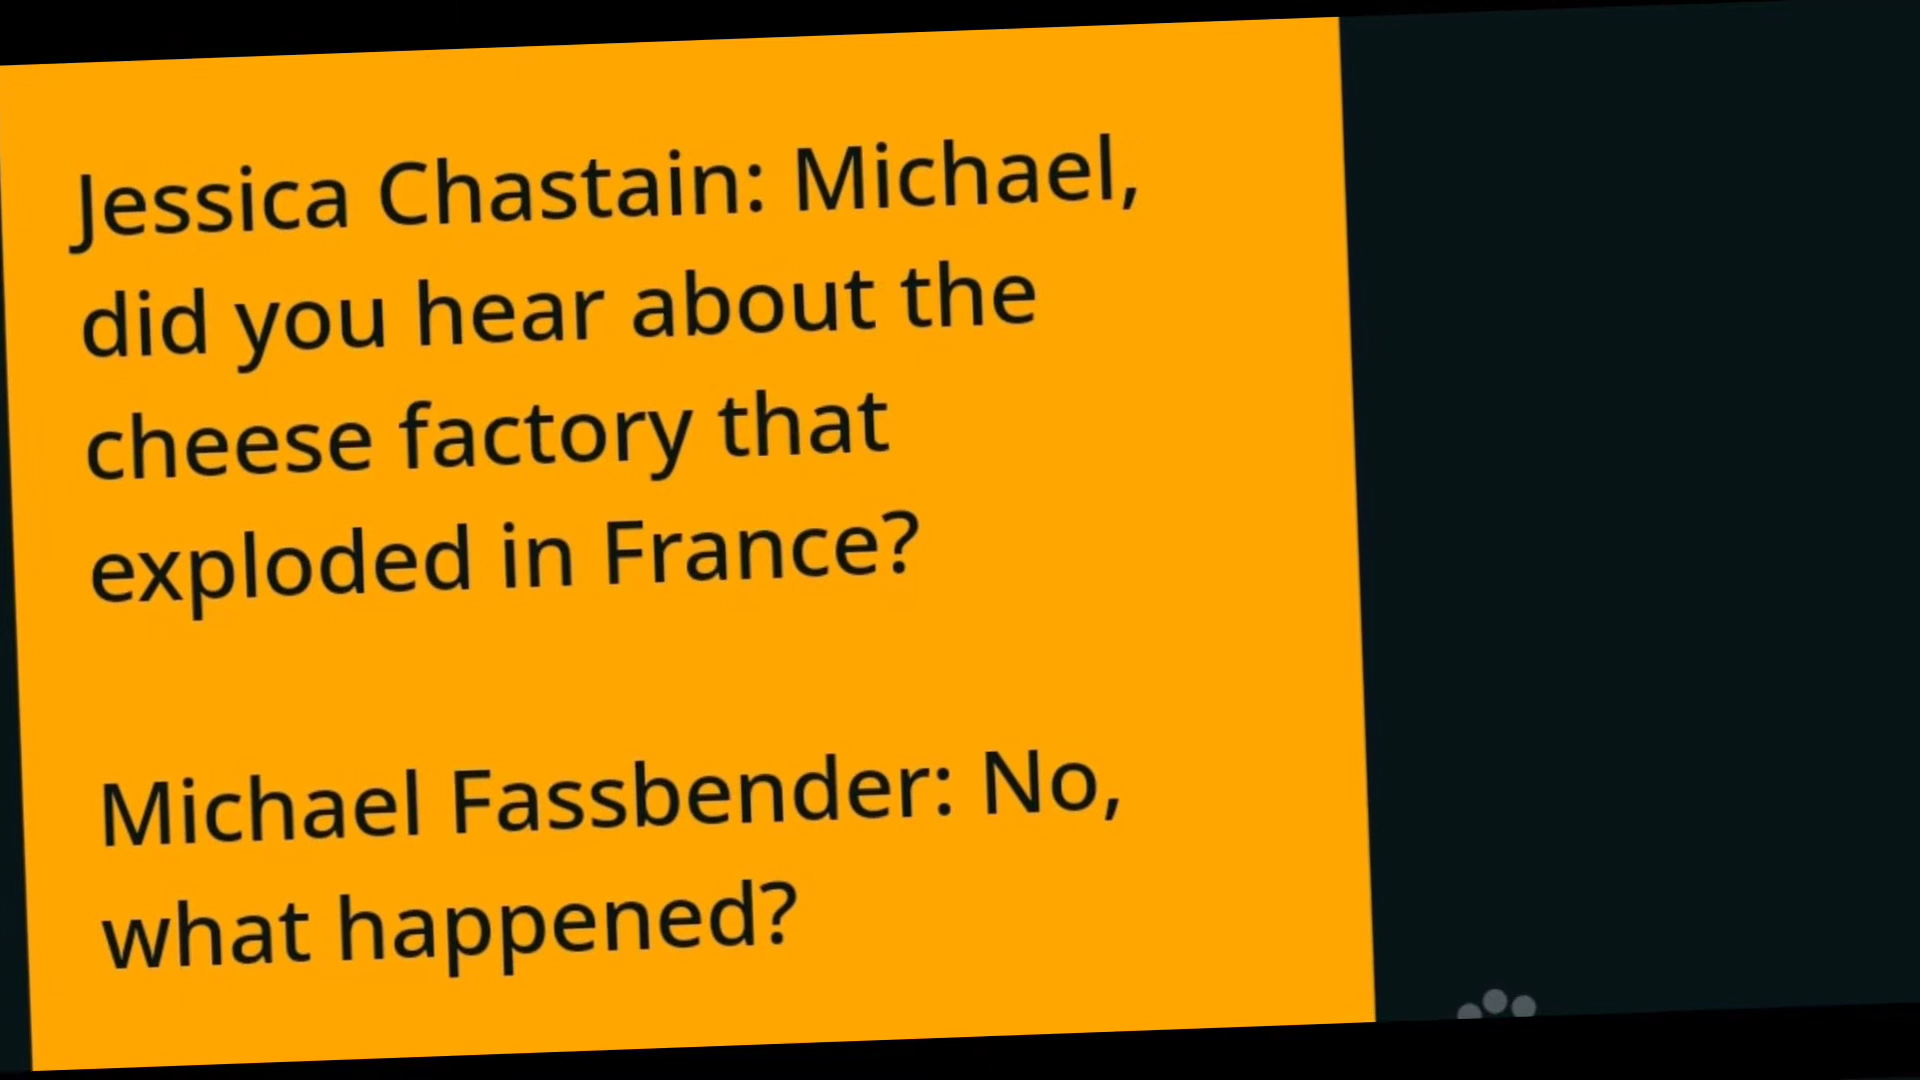 Jessica Chastain: Michael,
did you hear about the
cheese factory that
exploded in France?
Michael Fassbender: No,
what happened?